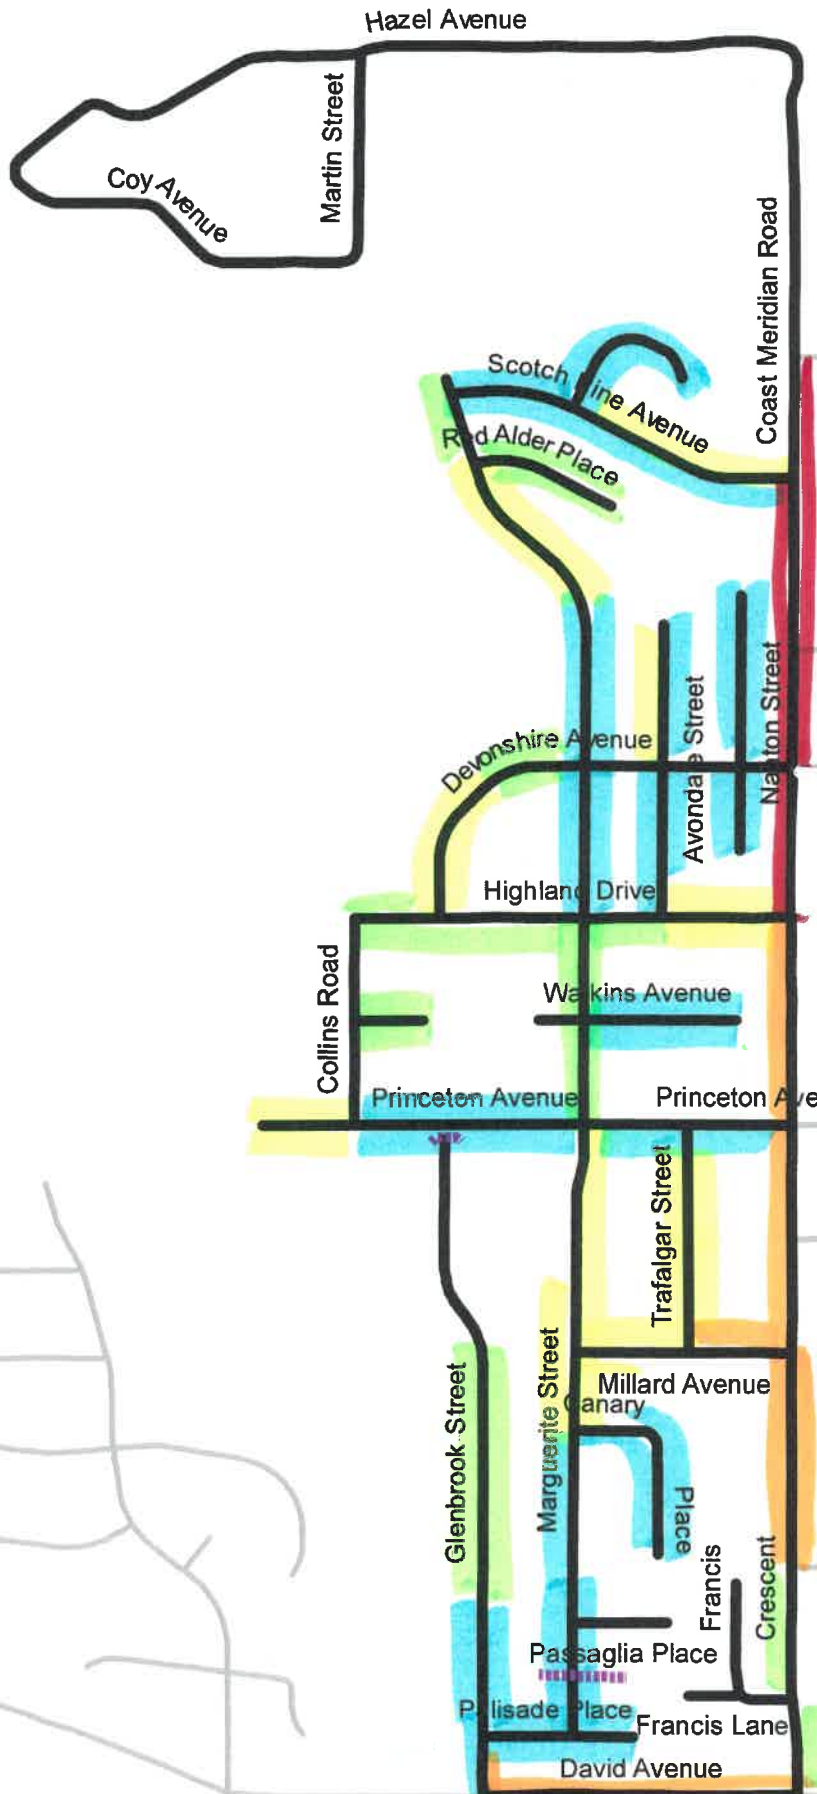 Hazel Avenue
Martin Street
Coy Avenue
Coast Meridian Road
Scotch Pine Avenue
Red Alder Place
Devonshire Avenue
Avondale Street
Nanton Street
Highland Drive
Watkins Avenue
Collins Road
Princeton Avenue
Princeton Ave
Trafalgar Street
Marguerite Street
Millard Avenue
Canary
Place
Glenbrook Street
Francis
Crescent
Passaglia Place
Palisade Place
Francis Lane
David Avenue